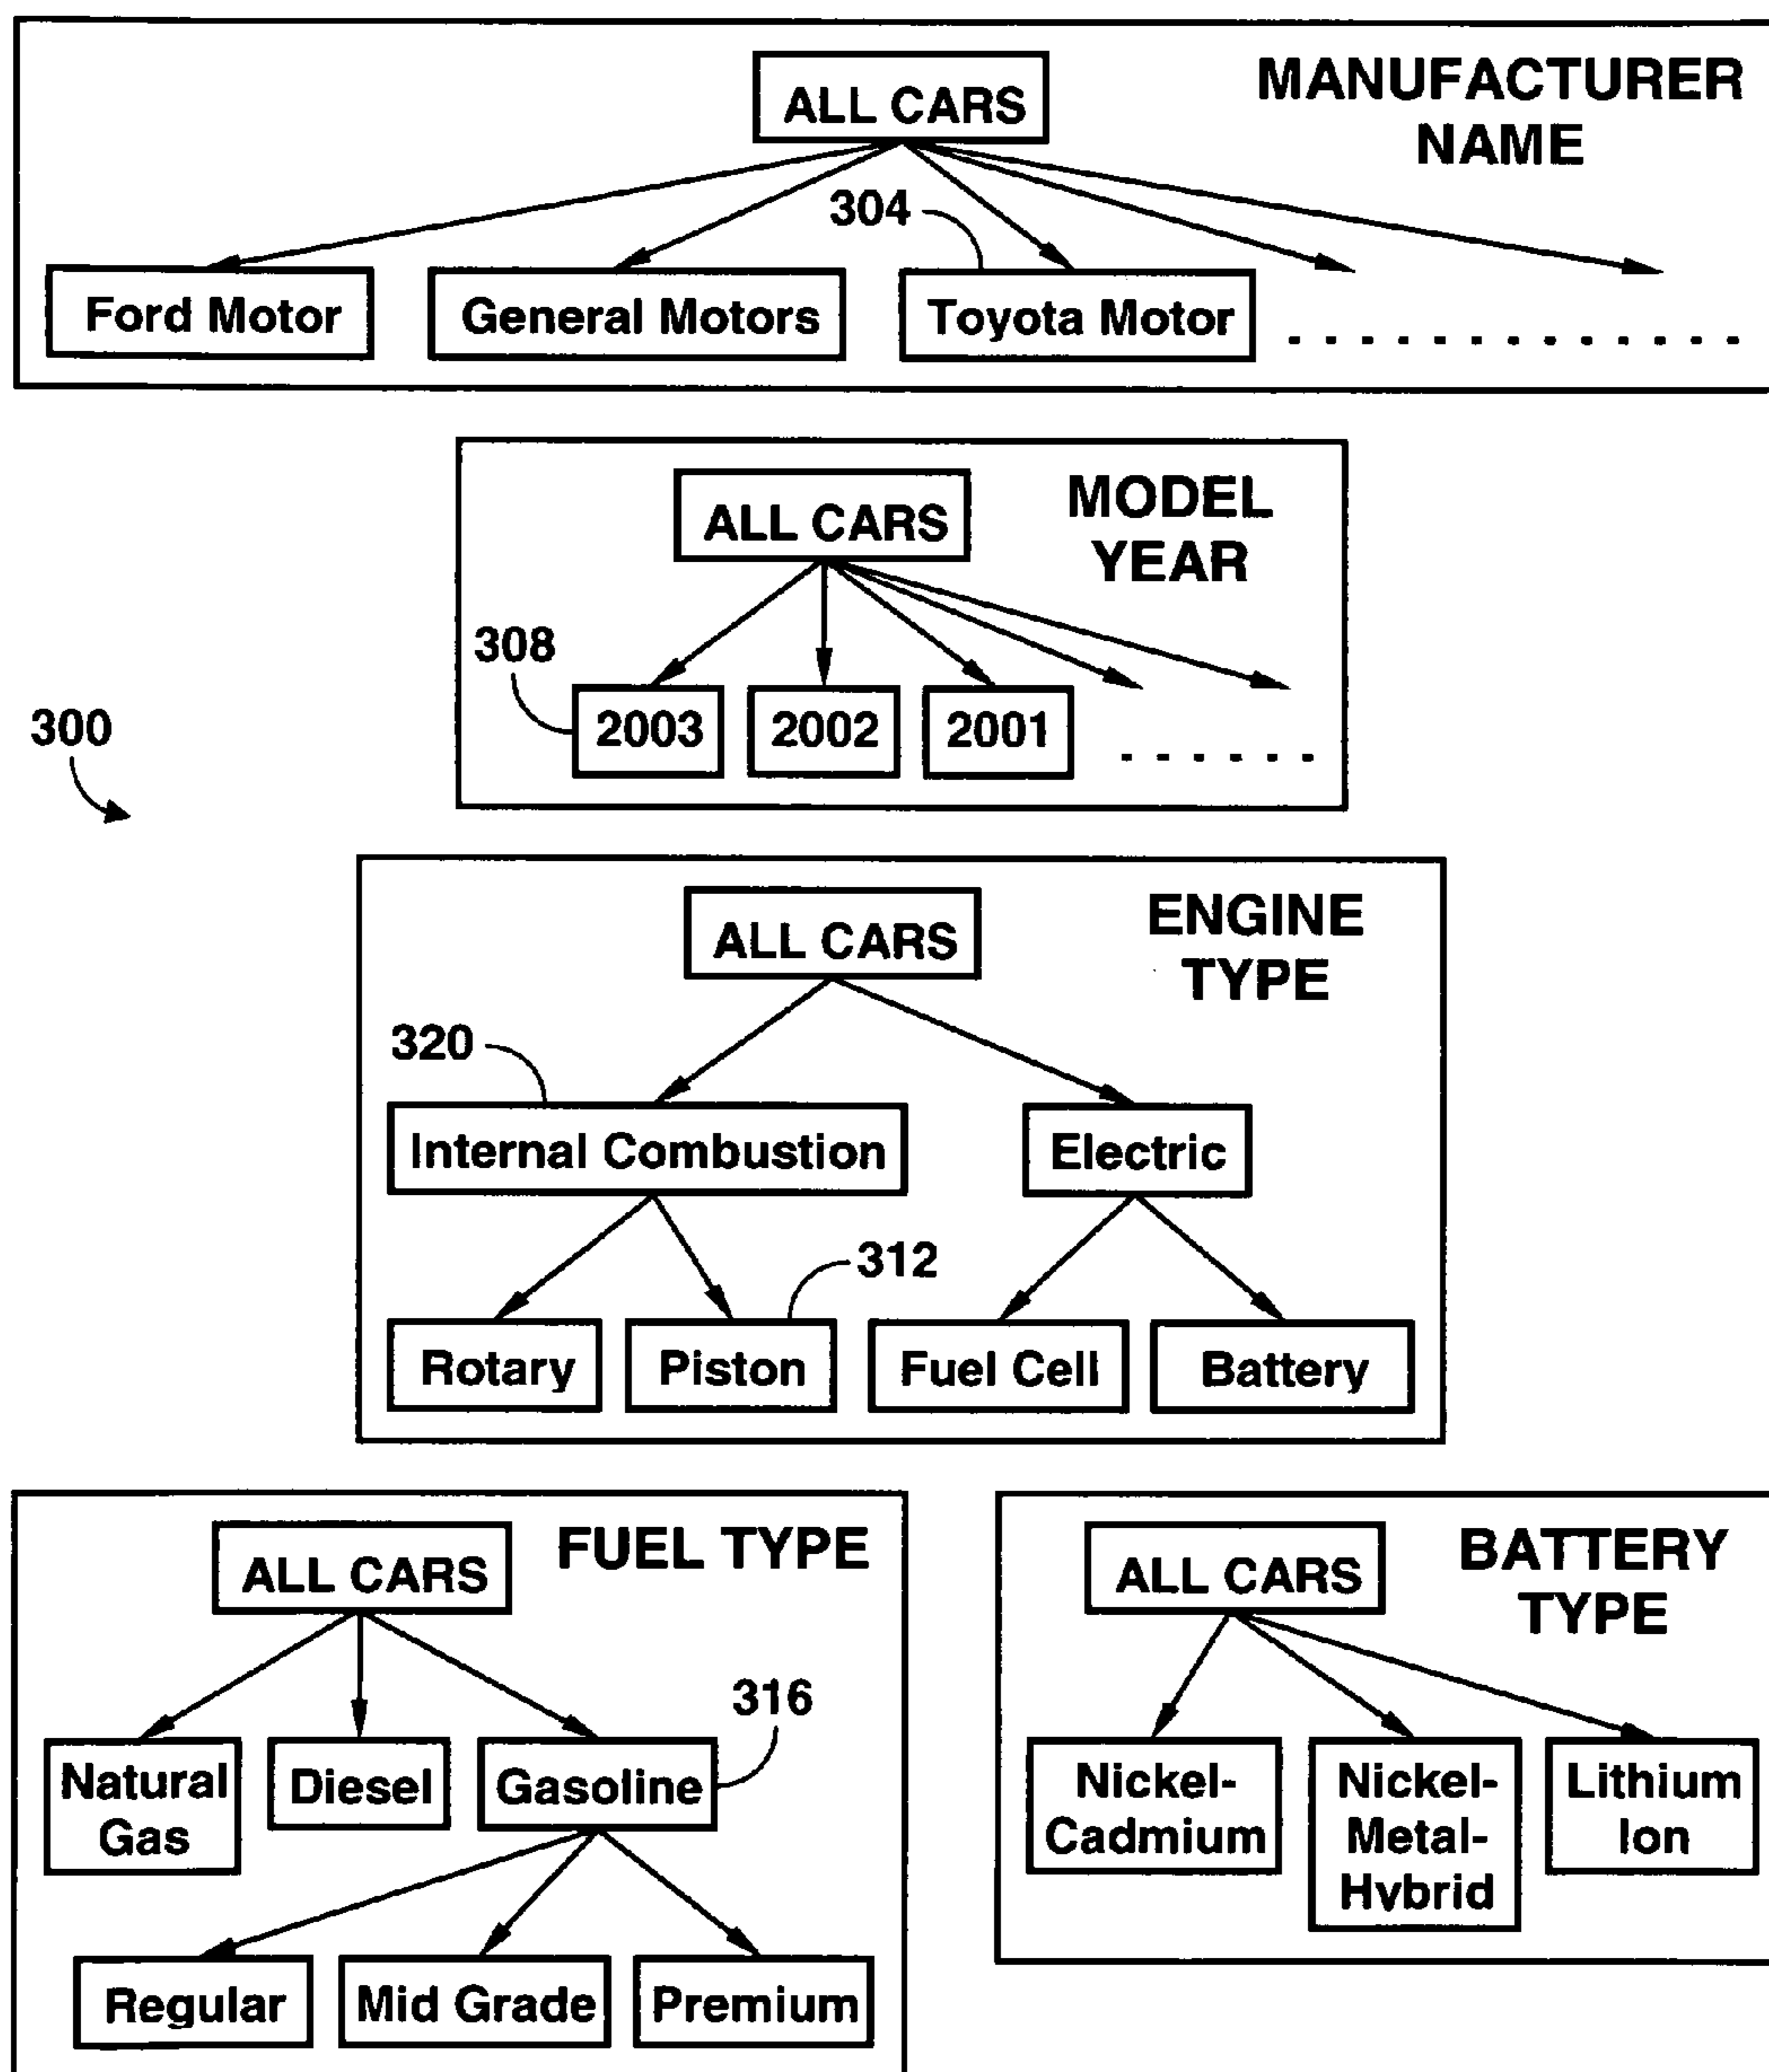 ALL CARS
MANUFACTURER
NAME
304
Ford Motor
General Motors
Toyota Motor
. . . . . . . . . . . . .
ALL CARS
MODEL
YEAR
308
2003
2002
2001
. . . . . .
300
ALL CARS
ENGINE
TYPE
320
Internal Combustion
Electric
312
Rotary
Piston
Fuel Cell
Battery
ALL CARS
FUEL TYPE
316
Natural
Gas
Diesel
Gasoline
Regular
Mid Grade
Premium
ALL CARS
BATTERY
TYPE
Nickel-
Cadmium
Nickel-
Metal-
Hvbrid
Lithium
Ion